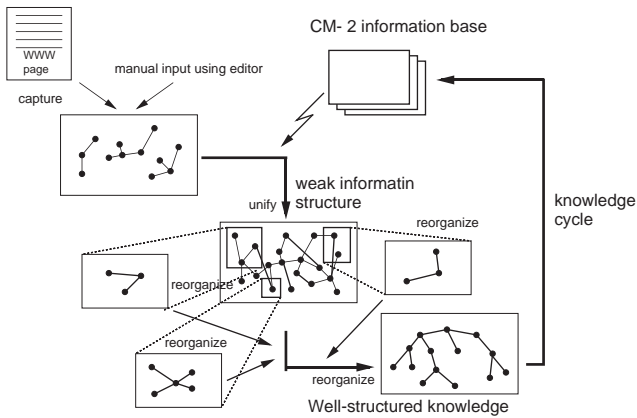 CM- 2 information base
WWW
page
manual input using editor
capture
weak informatin
structure
unify
knowledge
cycle
reorganize
reorganize
reorganize
reorganize
Well-structured knowledge